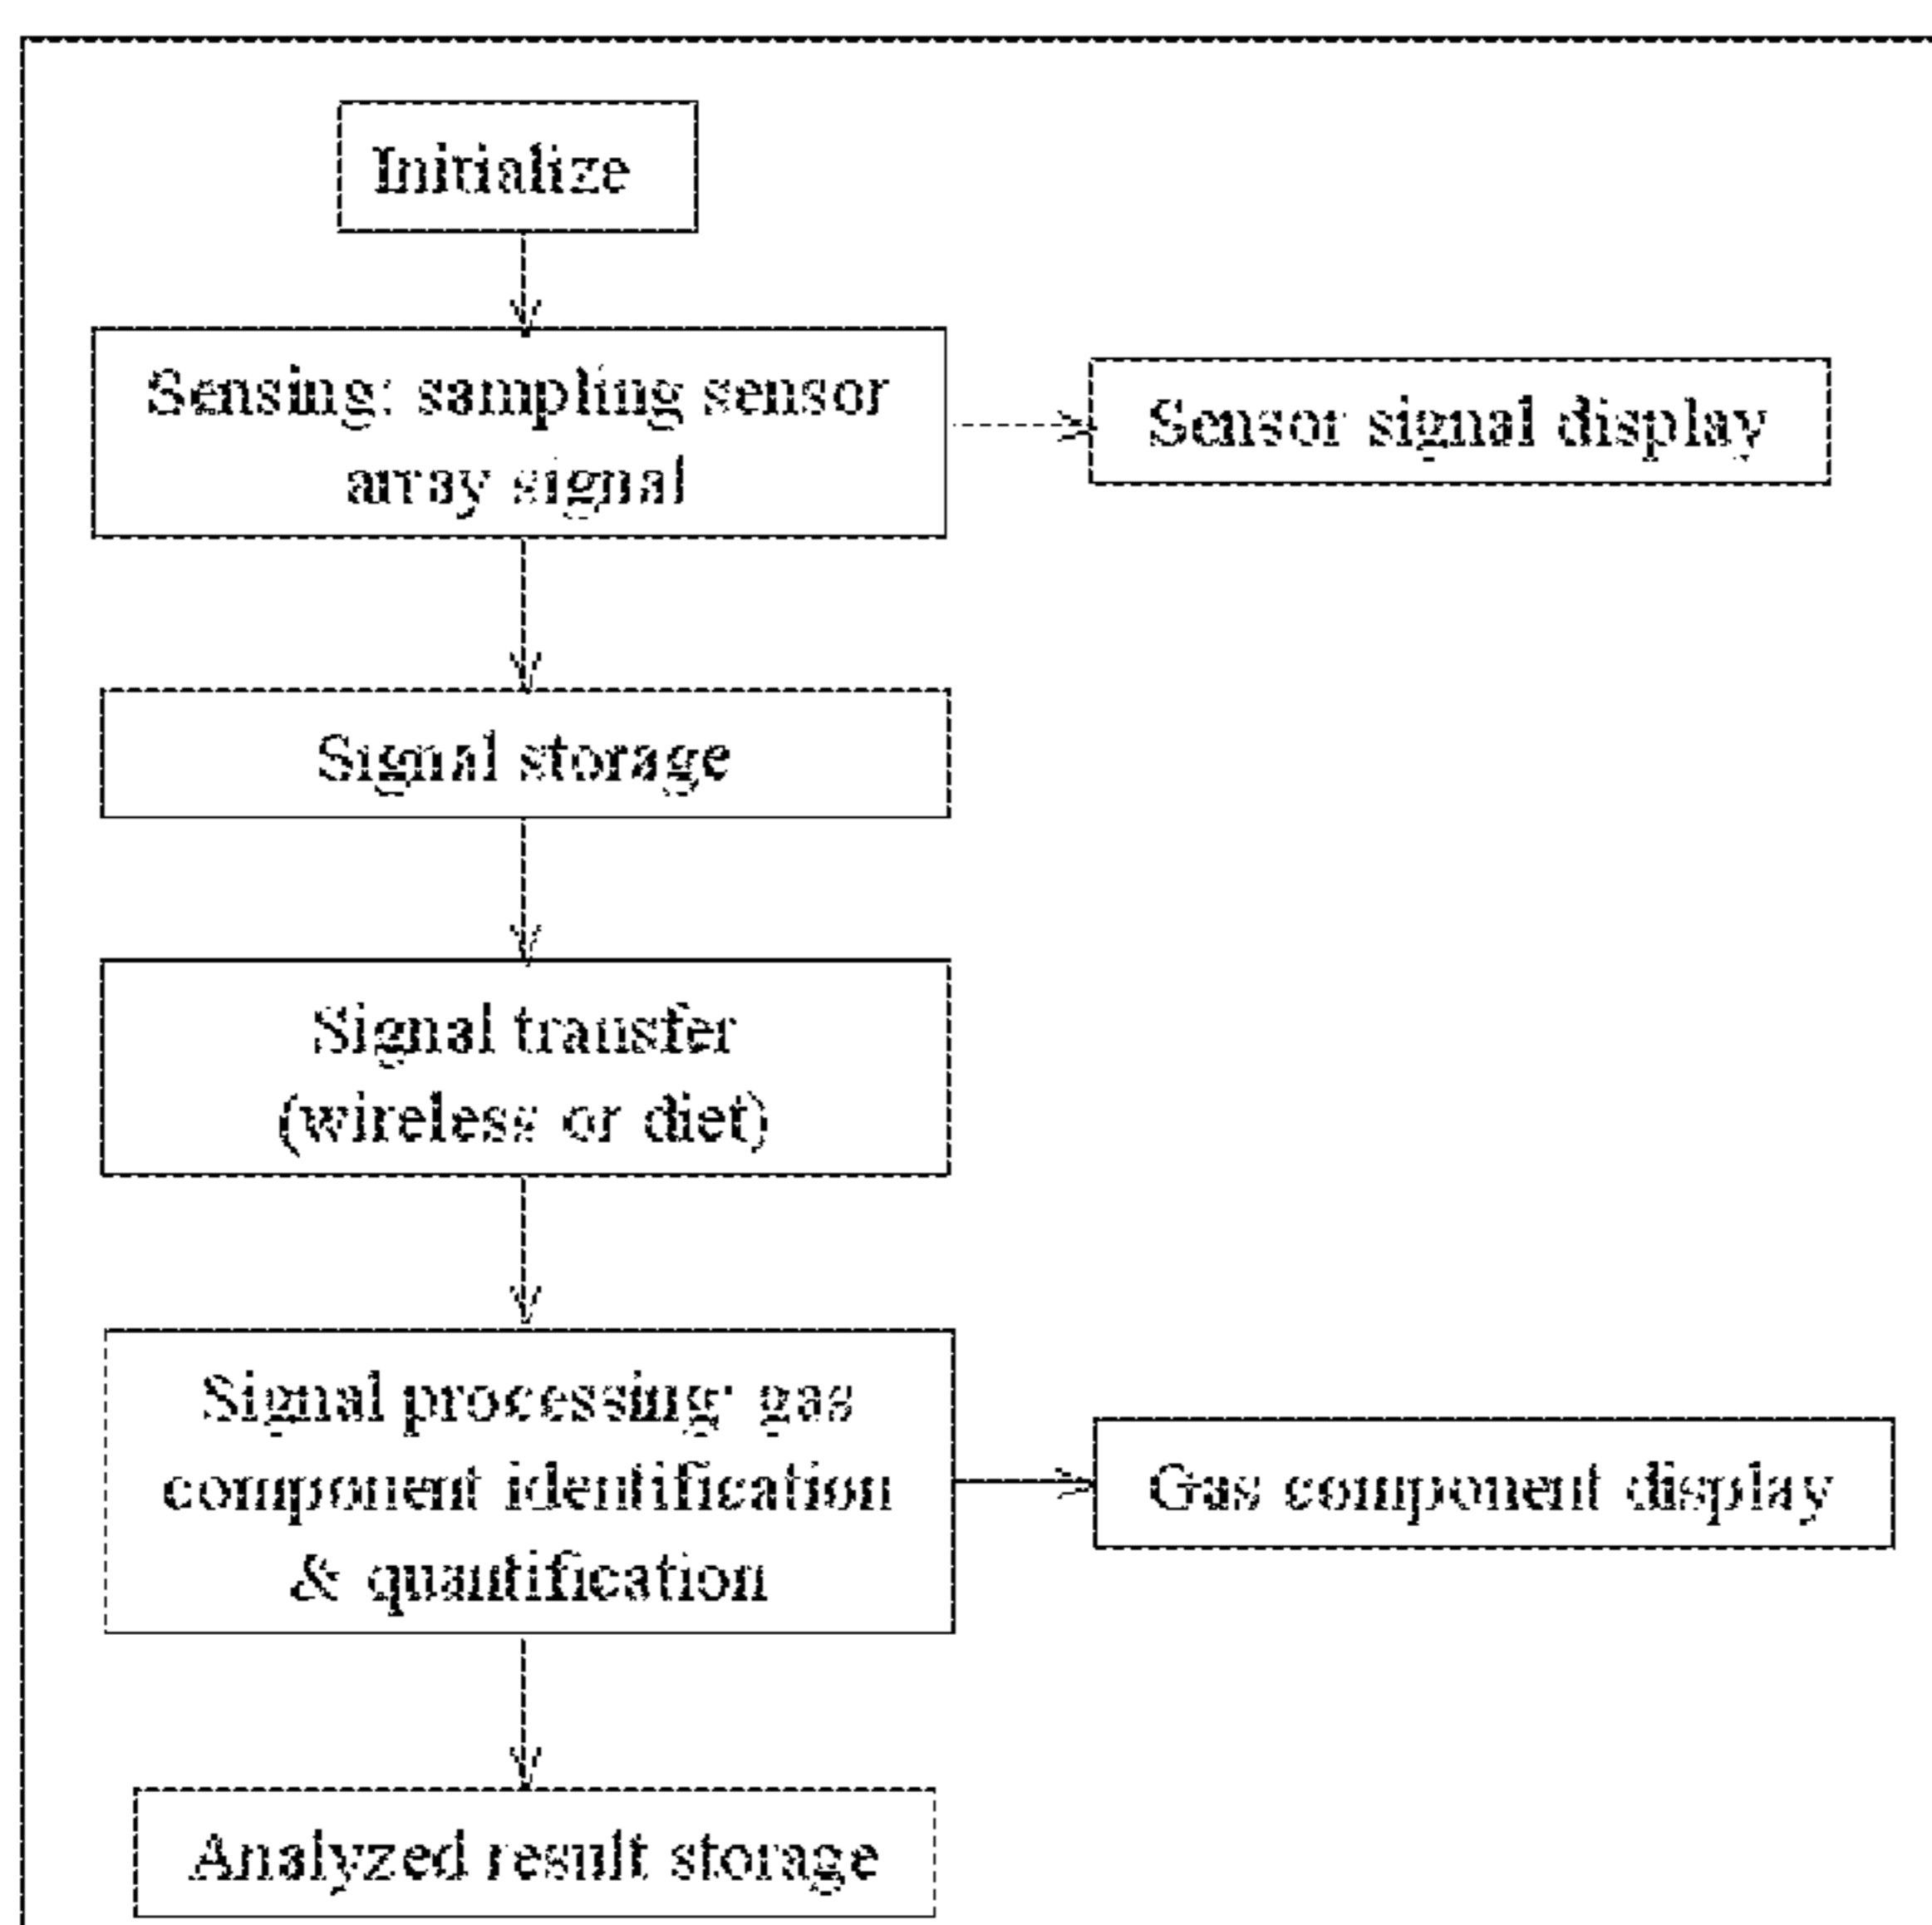 Initialize
Sensing: sampling sensor
array signal
Sensor signal display
Signal storage
Signal transfer
(wireless or diet)
Signal processing: gas
component identification
& quantification
Gas component display
Analyzed result storage